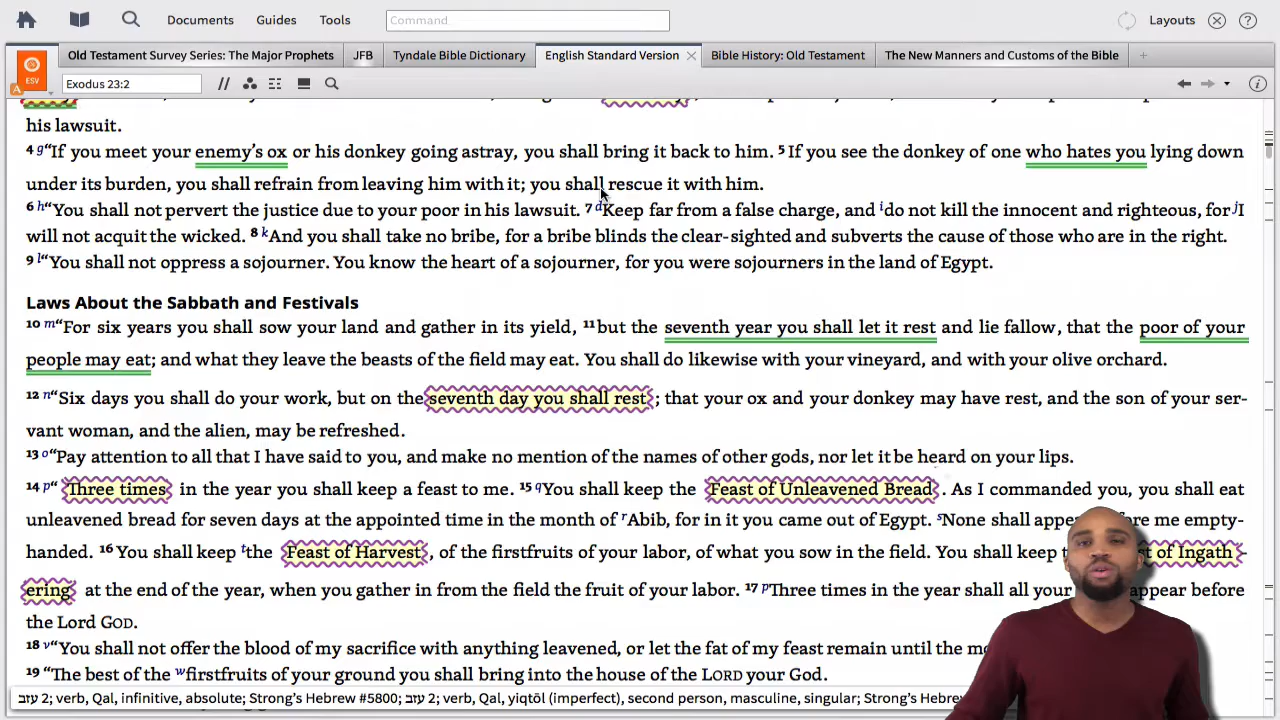 Documents Guides Tools Command Layouts
Old Testament Survey Series: The Major Prophets JFB Tyndale Bible Dictionary English Standard Version Bible History: Old Testament The New Manners and Customs of the Bible
ESV
A
Exodus 23:2
his lawsuit.
4 g“If you meet your enemy’s ox or his donkey going astray, you shall bring it back to him. 5 If you see the donkey of one who hates you lying down
under its burden, you shall refrain from leaving him with it; you shall rescue it with him.
6 h“You shall not pervert the justice due to your poor in his lawsuit. 7 dKeep far from a false charge, and ido not kill the innocent and righteous, for jI
will not acquit the wicked. 8 kAnd you shall take no bribe, for a bribe blinds the clear-sighted and subverts the cause of those who are in the right.
9 l“You shall not oppress a sojourner. You know the heart of a sojourner, for you were sojourners in the land of Egypt.
Laws About the Sabbath and Festivals
10 m“For six years you shall sow your land and gather in its yield, 11 but the seventh year you shall let it rest and lie fallow, that the poor of your
people may eat; and what they leave the beasts of the field may eat. You shall do likewise with your vineyard, and with your olive orchard.
12 n“Six days you shall do your work, but on the seventh day you shall rest; that your ox and your donkey may have rest, and the son of your ser-
vant woman, and the alien, may be refreshed.
13 o“Pay attention to all that I have said to you, and make no mention of the names of other gods, nor let it be heard on your lips.
14 p“Three times in the year you shall keep a feast to me. 15 qYou shall keep the Feast of Unleavened Bread. As I commanded you, you shall eat
unleavened bread for seven days at the appointed time in the month of rAbib, for in it you came out of Egypt. sNone shall appear before me empty-
handed. 16 You shall keep tthe Feast of Harvest, of the firstfruits of your labor, of what you sow in the field. You shall keep of Ingath-
ering at the end of the year, when you gather in from the field the fruit of your labor. 17 pThree times in the year shall all your appear before
the Lord GOD.
18 v“You shall not offer the blood of my sacrifice with anything leavened, or let the fat of my feast remain until the
19 “The best of the wfirstfruits of your ground you shall bring into the house of the LORD your God.
עזב 2; verb, Qal, infinitive, absolute; Strong’s Hebrew #5800; עזב 2; verb, Qal, yiqtōl (imperfect), second person, masculine, singular; Strong’s